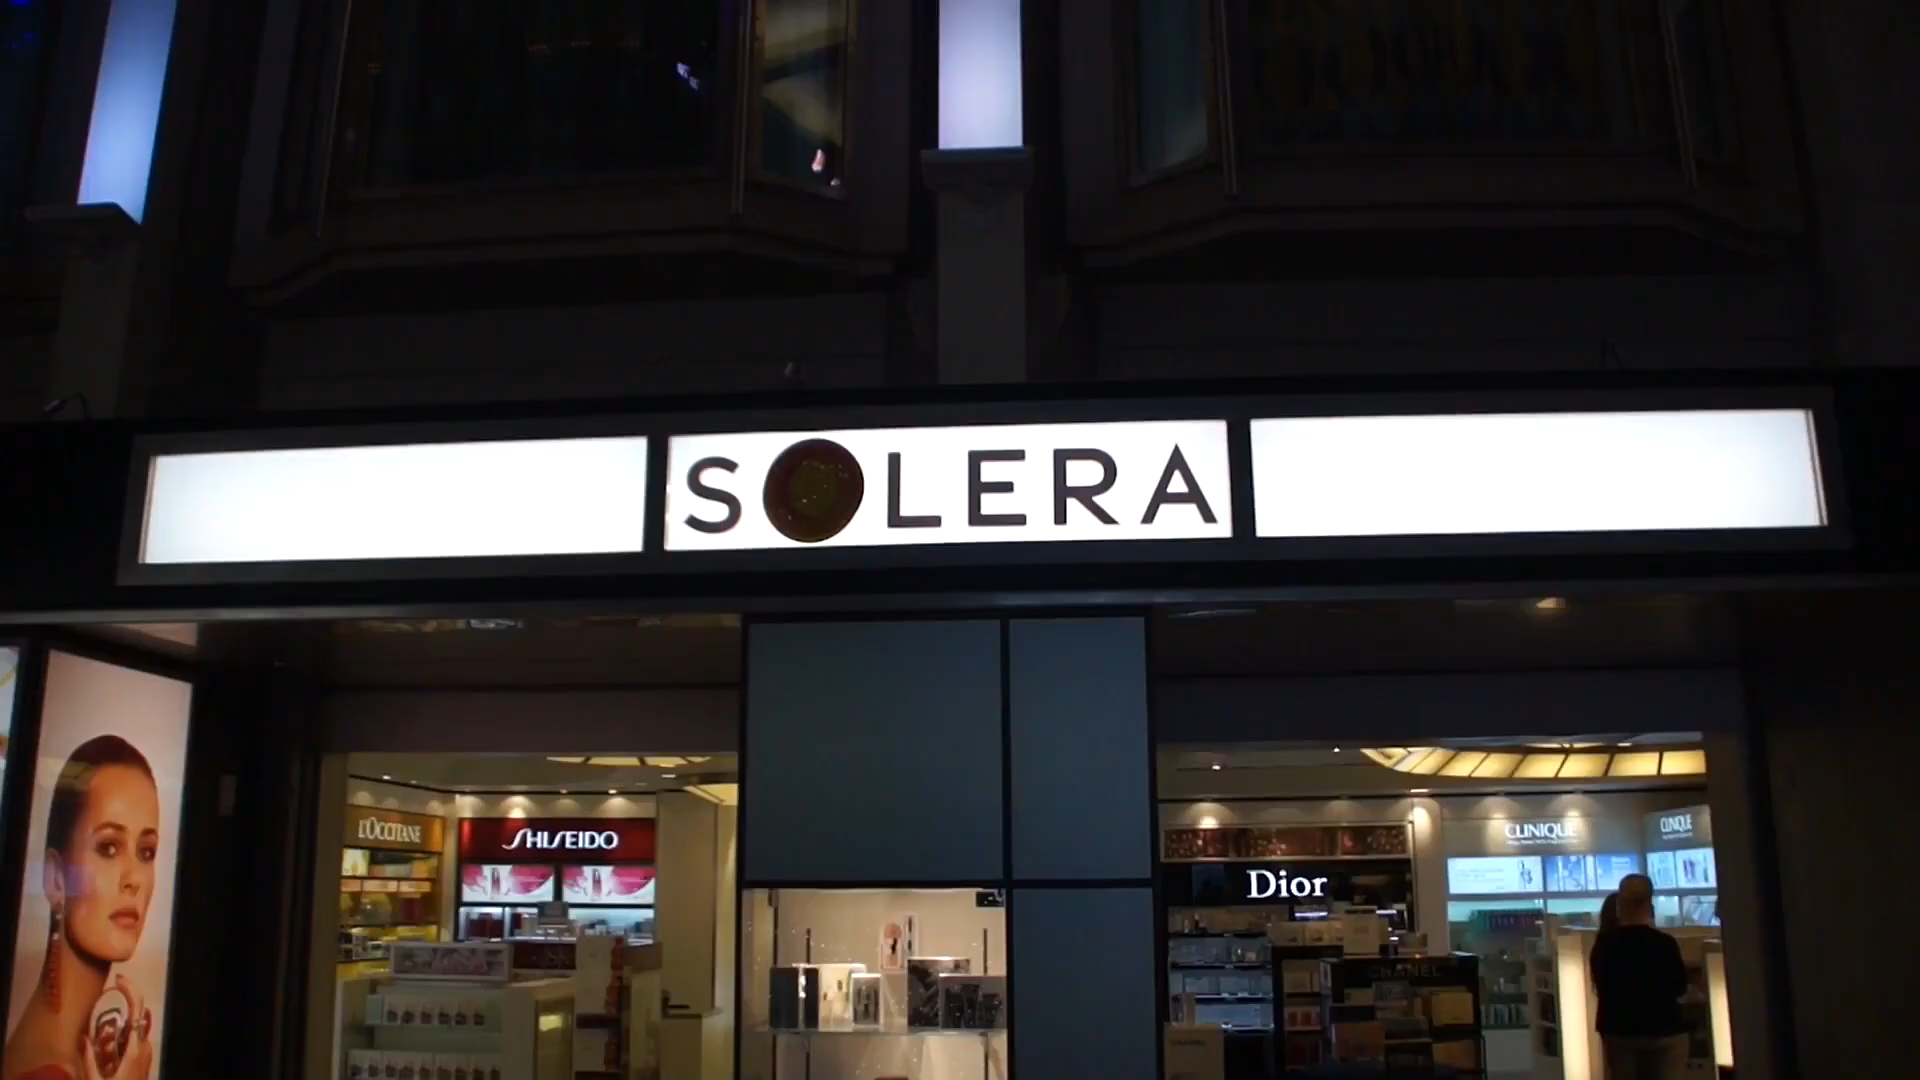 SOLERA
L'OCCITANE
SHISEIDO
Dior
CLINIQUE
CLINIQUE
CHANEL